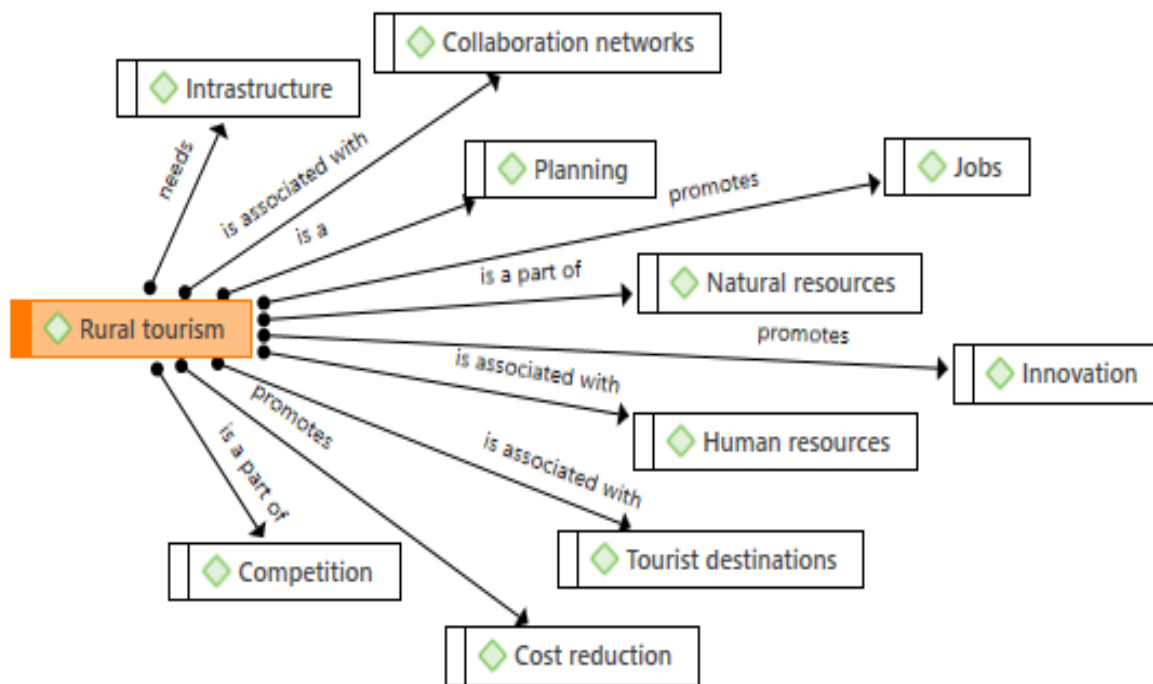 Collaboration networks
Intrastructure
needs
is associated with
Planning
is a
promotes
Jobs
is a part of
Natural resources
Rural tourism
promotes
Innovation
is associated with
Human resources
promotes
is associated with
is a part of
Tourist destinations
Competition
Cost reduction